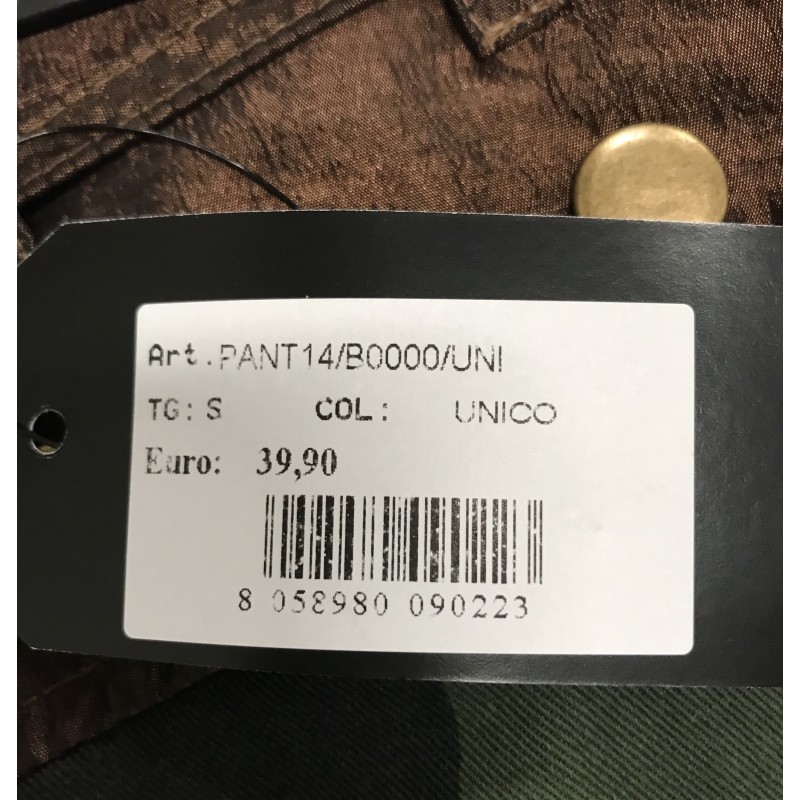 Art.PANT14/B0000/UNI
TG: S COL: UNICO
Euro: 39,90
8 058980 090223